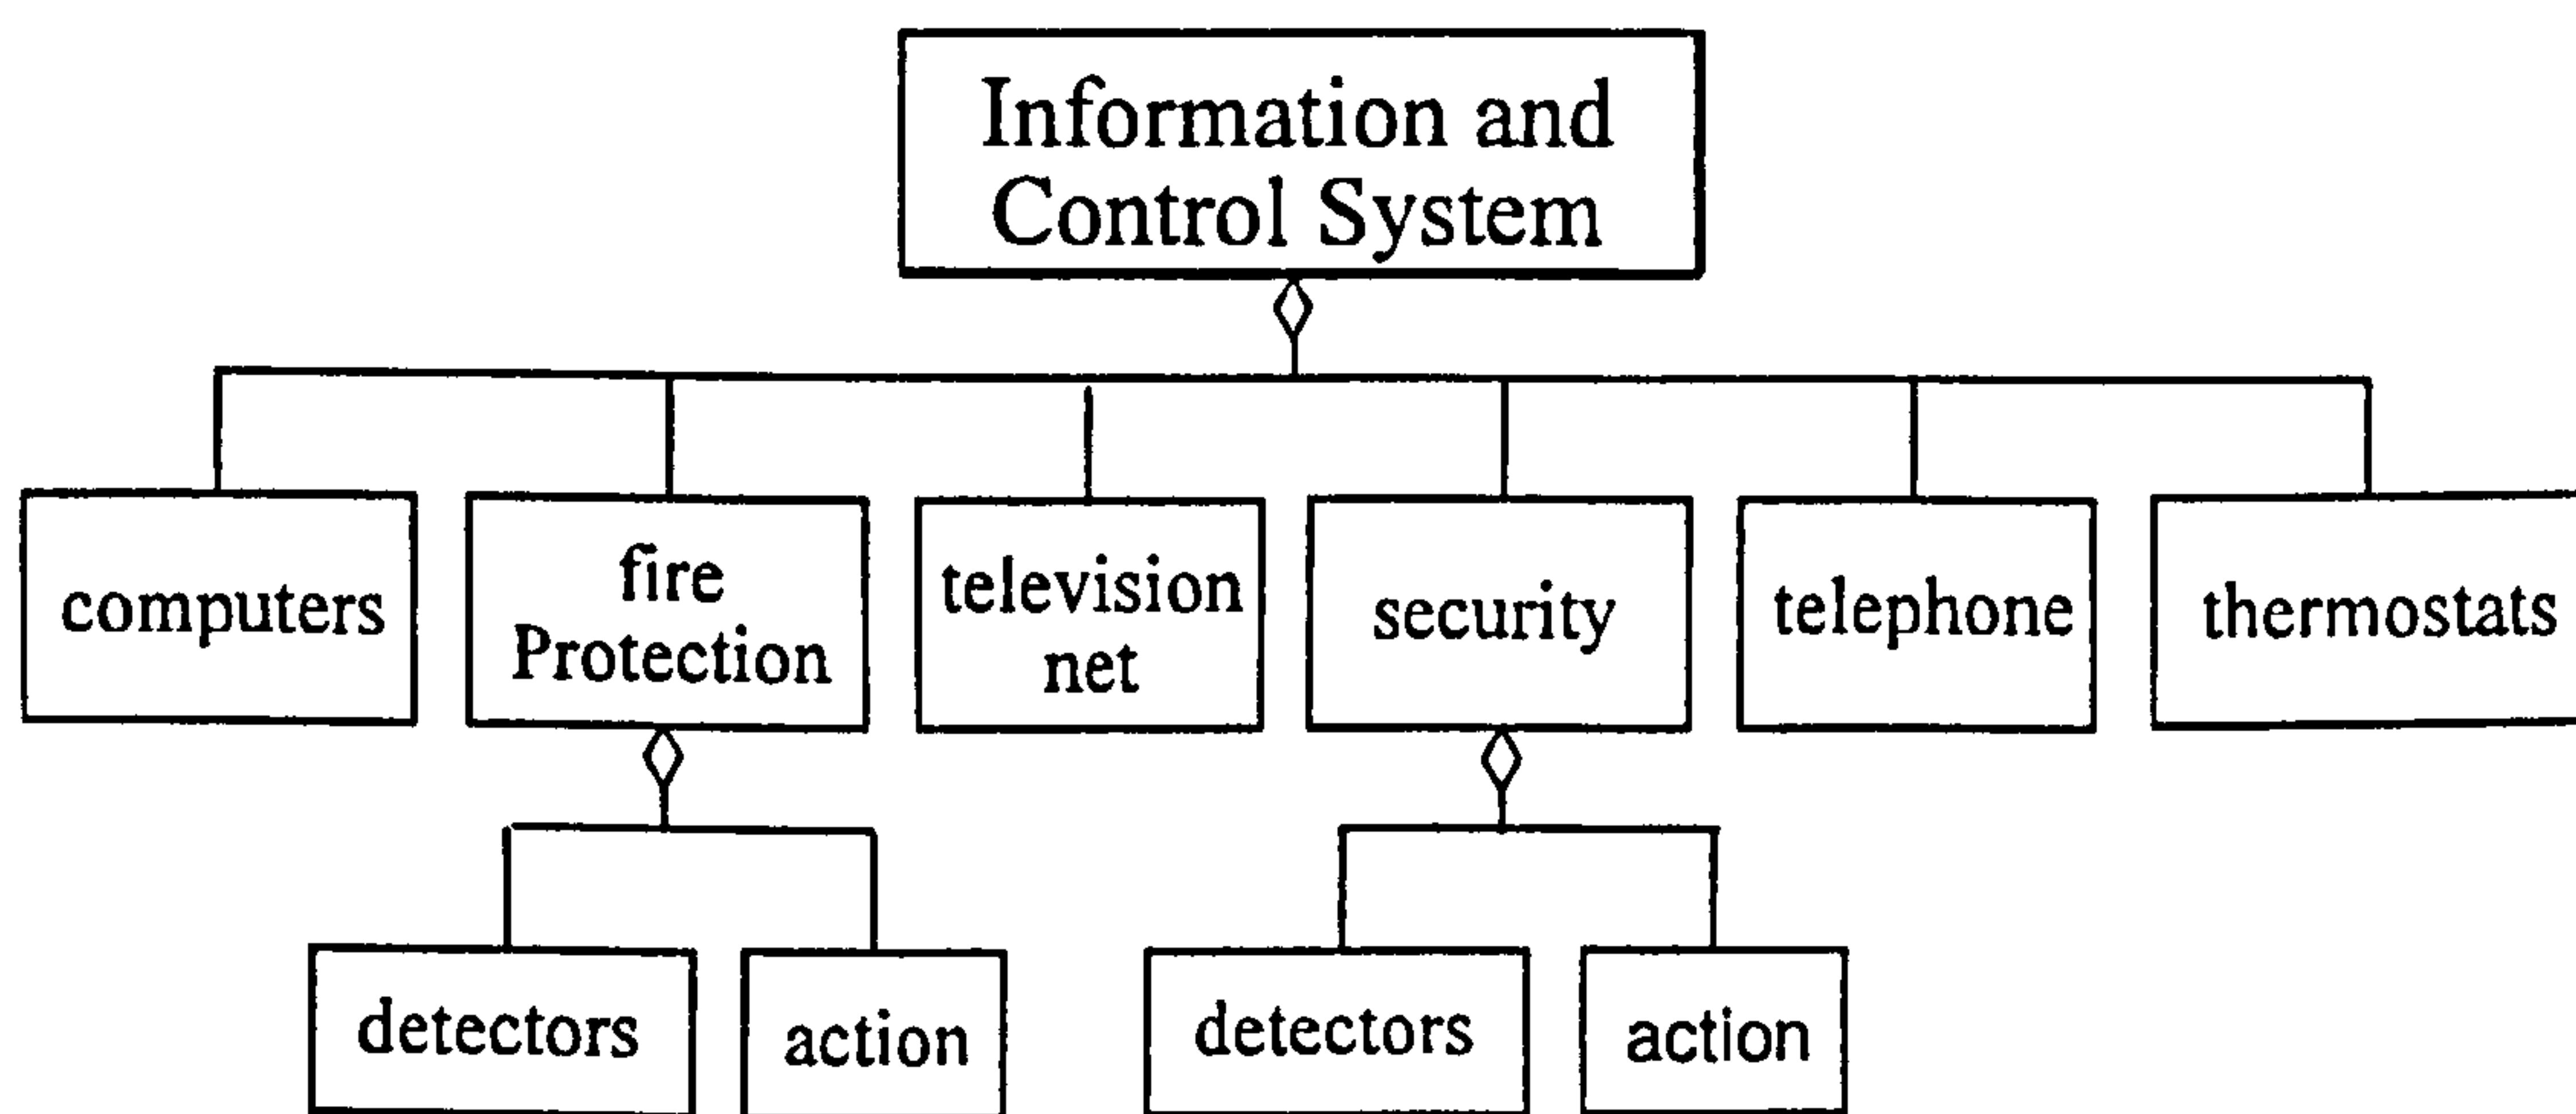 Information and
Control System
computers
fire
Protection
television
net
security
telephone
thermostats
detectors
action
detectors
action